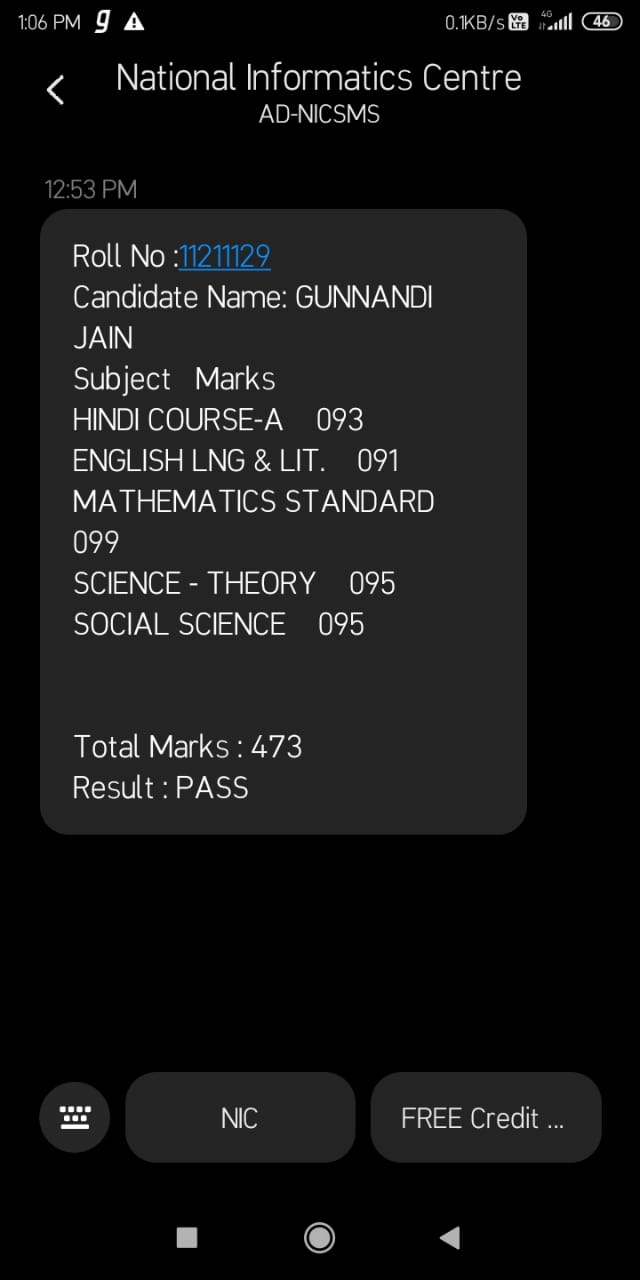 1:06 PM g
0.1KB/s Vo LTE 4G 46
National Informatics Centre
AD-NICSMS
12:53 PM
Roll No :11211129
Candidate Name: GUNNANDI
JAIN
Subject Marks
HINDI COURSE-A 093
ENGLISH LNG & LIT. 091
MATHEMATICS STANDARD
099
SCIENCE - THEORY 095
SOCIAL SCIENCE 095
Total Marks : 473
Result : PASS
NIC
FREE Credit ...